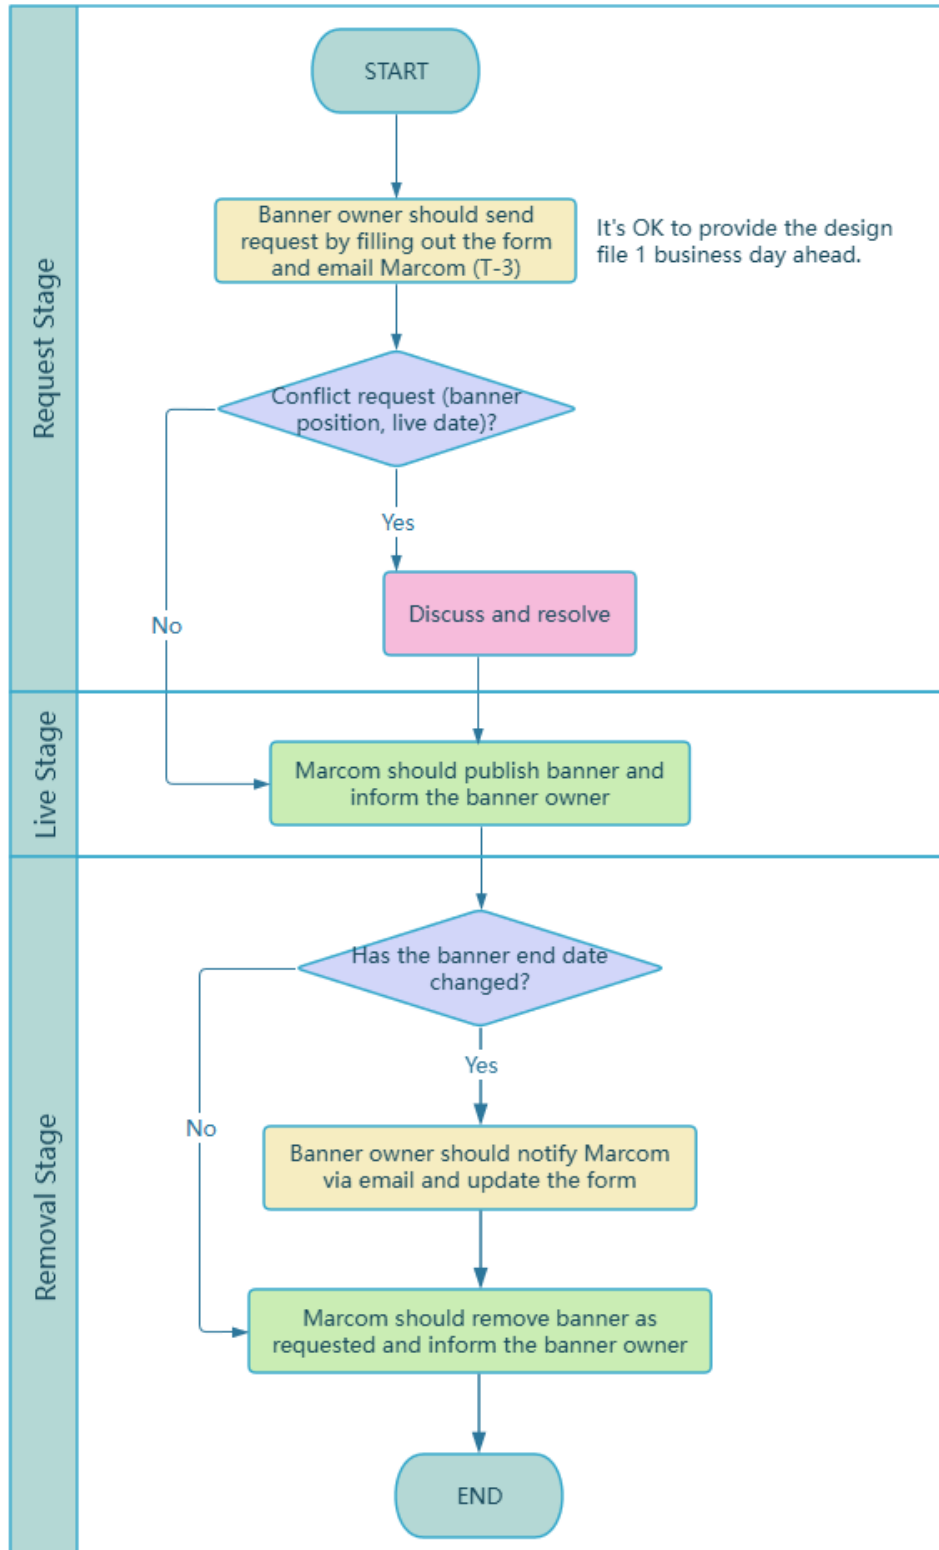 START
Banner owner should send
request by filling out the form
and email Marcom (T-3)
It's OK to provide the design
file 1 business day ahead.
Request Stage
Conflict request (banner
position, live date)?
Yes
Discuss and resolve
No
Live Stage
Marcom should publish banner and
inform the banner owner
Has the banner end date
changed?
Yes
No
Removal Stage
Banner owner should notify Marcom
via email and update the form
Marcom should remove banner as
requested and inform the banner owner
END